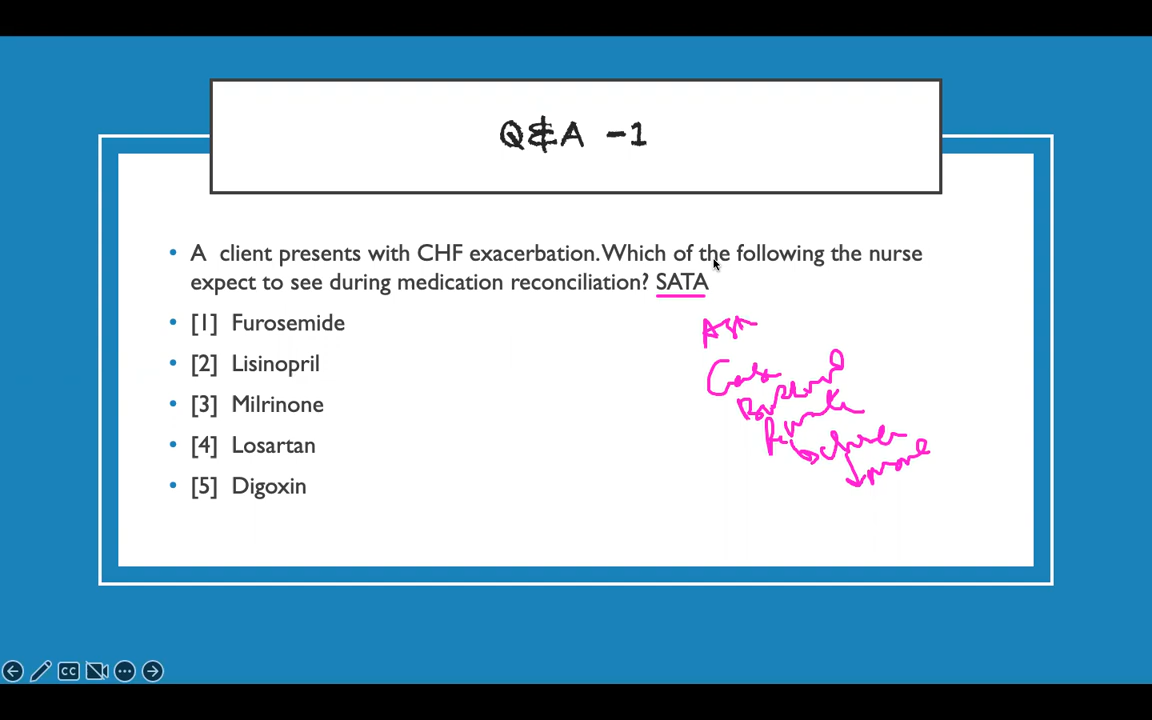 Q&A -1
• A client presents with CHF exacerbation. Which of the following the nurse
expect to see during medication reconciliation? SATA
• [1] Furosemide
• [2] Lisinopril
• [3] Milrinone
• [4] Losartan
• [5] Digoxin
CC